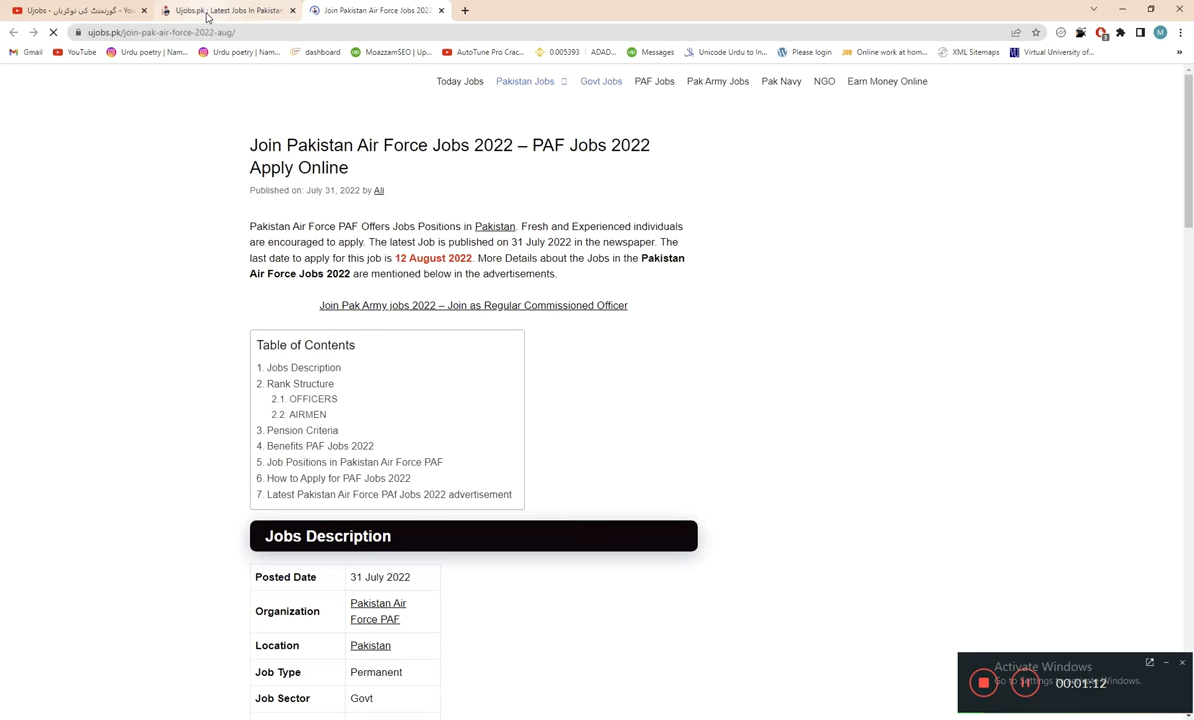 Ujobs - گورنمنٹ کی نوکریاں - You
Ujobs.pk : Latest Jobs In Pakistan
Join Pakistan Air Force Jobs 2022
ujobs.pk/join-pak-air-force-2022-aug/
Gmail YouTube Urdu poetry | Nam... Urdu poetry | Nam... dashboard MoazzamSEO | Up... AutoTune Pro Crac... 0.005393 | ADAD... Messages Unicode Urdu to In... Please login Online work at hom... XML Sitemaps Virtual University of... »
Today Jobs Pakistan Jobs Govt Jobs PAF Jobs Pak Army Jobs Pak Navy NGO Earn Money Online
Join Pakistan Air Force Jobs 2022 – PAF Jobs 2022
Apply Online
Published on: July 31, 2022 by Ali
Pakistan Air Force PAF Offers Jobs Positions in Pakistan. Fresh and Experienced individuals
are encouraged to apply. The latest Job is published on 31 July 2022 in the newspaper. The
last date to apply for this job is 12 August 2022. More Details about the Jobs in the Pakistan
Air Force Jobs 2022 are mentioned below in the advertisements.
Join Pak Army jobs 2022 – Join as Regular Commissioned Officer
Table of Contents
1. Jobs Description
2. Rank Structure
2.1. OFFICERS
2.2. AIRMEN
3. Pension Criteria
4. Benefits PAF Jobs 2022
5. Job Positions in Pakistan Air Force PAF
6. How to Apply for PAF Jobs 2022
7. Latest Pakistan Air Force PAf Jobs 2022 advertisement
Jobs Description
Posted Date 31 July 2022
Organization Pakistan Air
Force PAF
Location Pakistan
Job Type Permanent
Job Sector Govt
Activate Windows
Go to Settings to activate Windows.
00:01:12